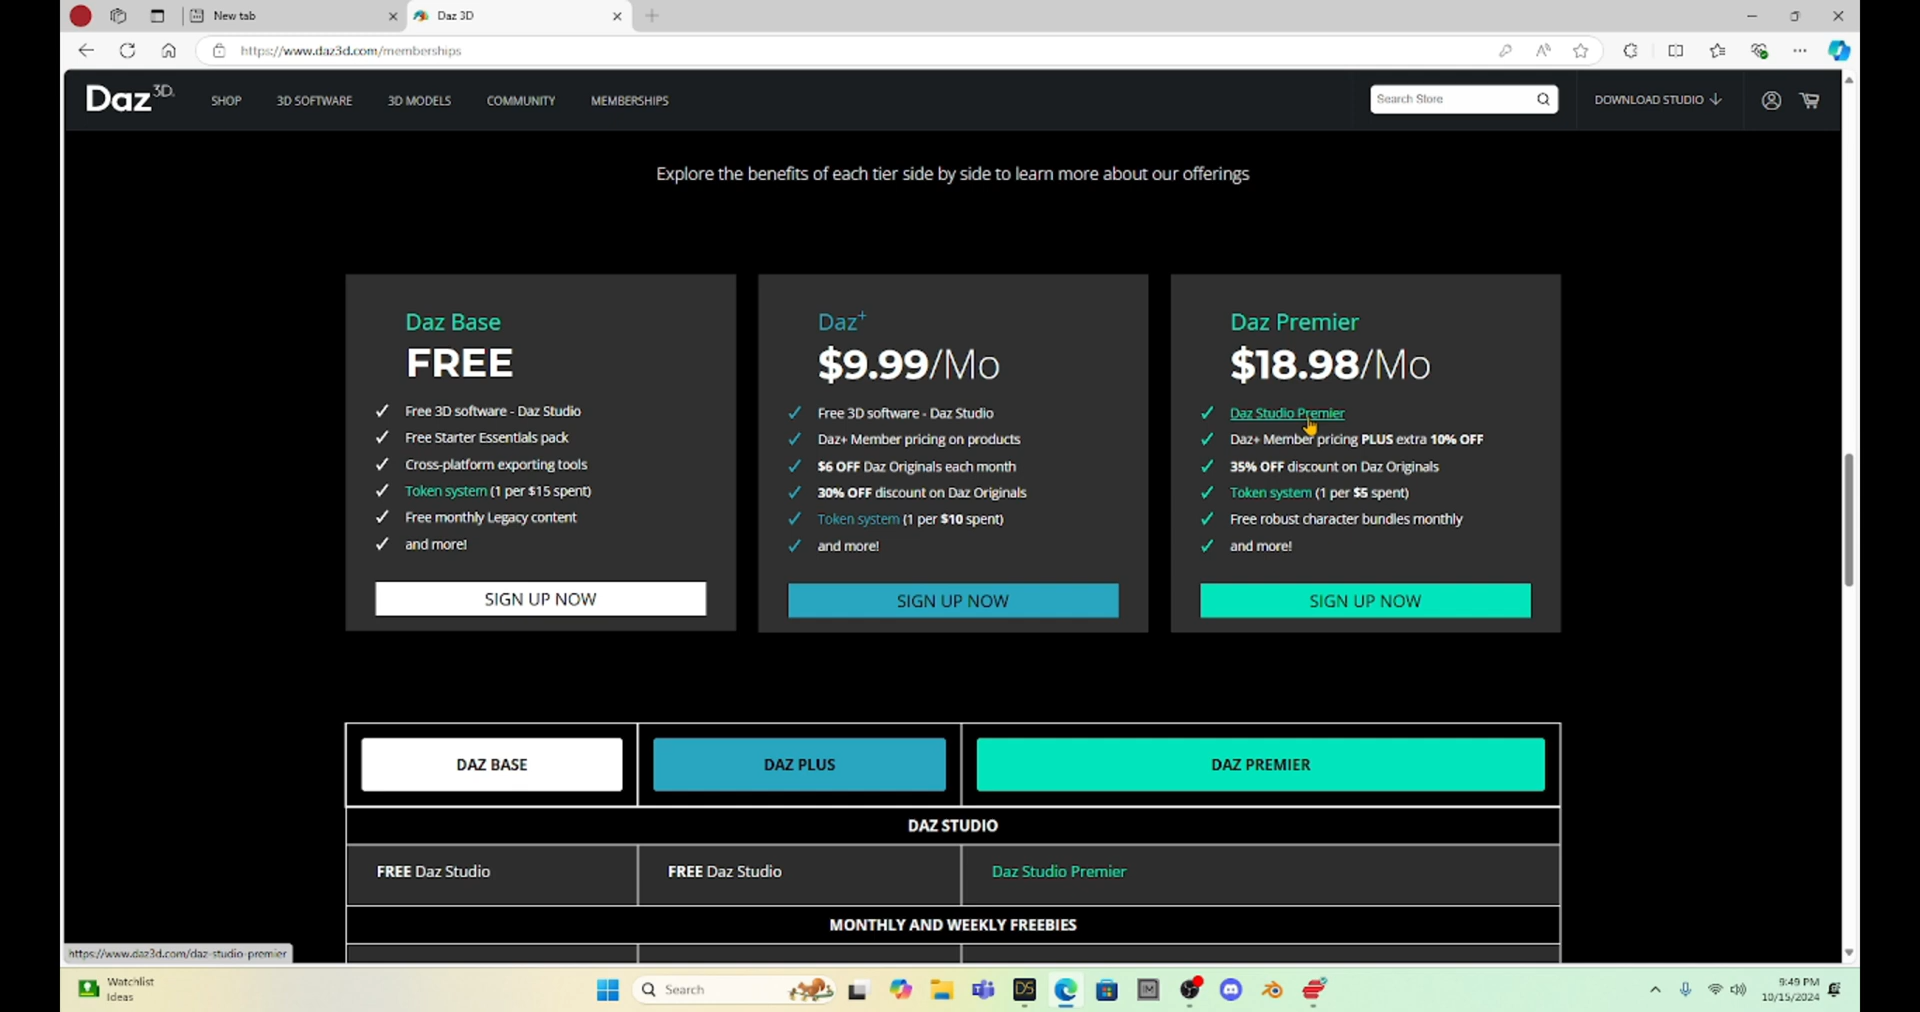 New tab
Daz 3D
https://www.daz3d.com/memberships
Daz 3D.
SHOP
3D SOFTWARE
3D MODELS
COMMUNITY
MEMBERSHIPS
Search Store
DOWNLOAD STUDIO
Explore the benefits of each tier side by side to learn more about our offerings
Daz Base
FREE
✓ Free 3D software - Daz Studio
✓ Free Starter Essentials pack
✓ Cross-platform exporting tools
✓ Token system (1 per $15 spent)
✓ Free monthly Legacy content
✓ and more!
SIGN UP NOW
Daz+
$9.99/Mo
✓ Free 3D software - Daz Studio
✓ Daz+ Member pricing on products
✓ $6 OFF Daz Originals each month
✓ 30% OFF discount on Daz Originals
✓ Token system (1 per $10 spent)
✓ and more!
SIGN UP NOW
Daz Premier
$18.98/Mo
✓ Daz Studio Premier
✓ Daz+ Member pricing PLUS extra 10% OFF
✓ 35% OFF discount on Daz Originals
✓ Token system (1 per $5 spent)
✓ Free robust character bundles monthly
✓ and more!
SIGN UP NOW
DAZ BASE
DAZ PLUS
DAZ PREMIER
DAZ STUDIO
FREE Daz Studio
FREE Daz Studio
Daz Studio Premier
MONTHLY AND WEEKLY FREEBIES
https://www.daz3d.com/daz-studio-premier
Watchlist
Ideas
Search
DS
IM
9:49 PM
10/15/2024